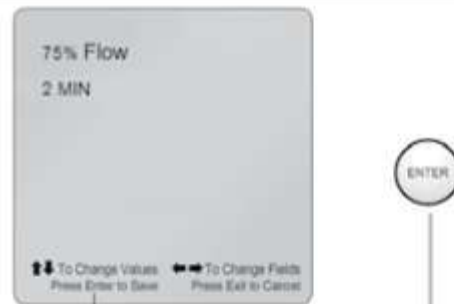 75% Flow
2 MIN
⬆⬇ To Change Values ⬅➡ To Change Fields
Press Enter to Save Press Exit to Cancel
ENTER